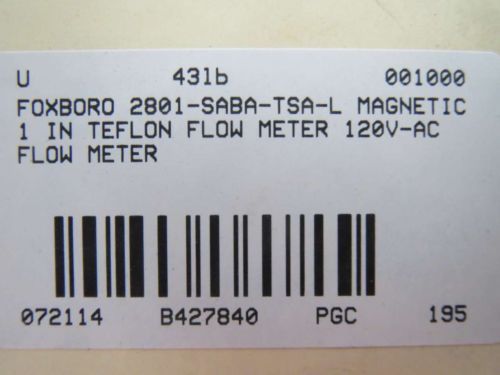 U 43lb 001000
FOXBORO 2801-SABA-TSA-L MAGNETIC
1 IN TEFLON FLOW METER 120V-AC
FLOW METER
072114 B427840 PGC 195